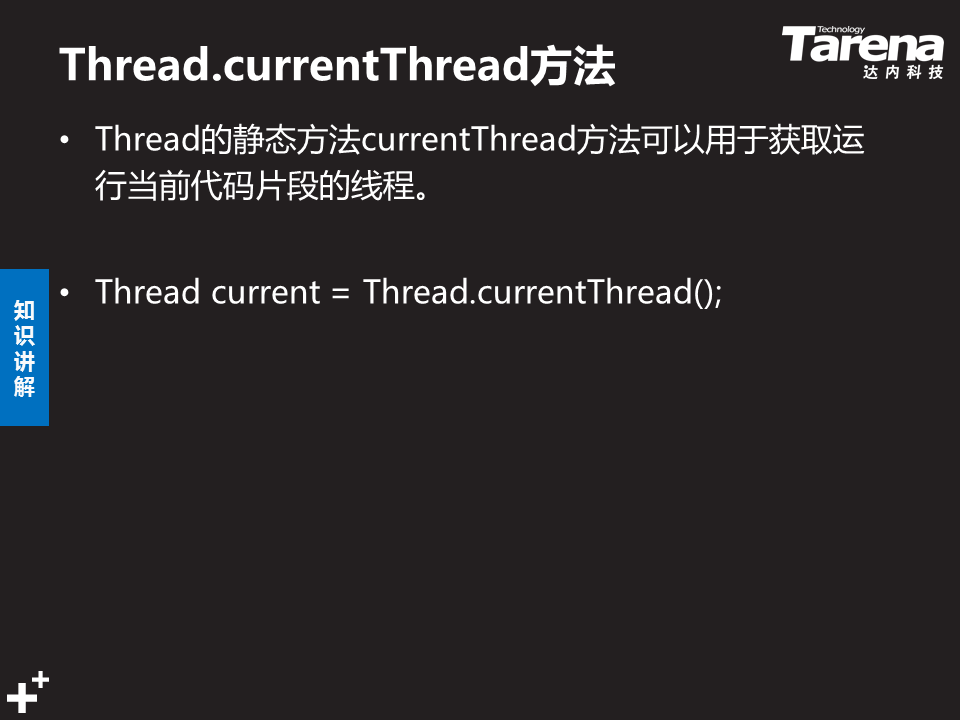 Thread.currentThread方法
Technology
Tarena
达内科技
• Thread的静态方法currentThread方法可以用于获取运
行当前代码片段的线程。
• Thread current = Thread.currentThread();
知
识
讲
解